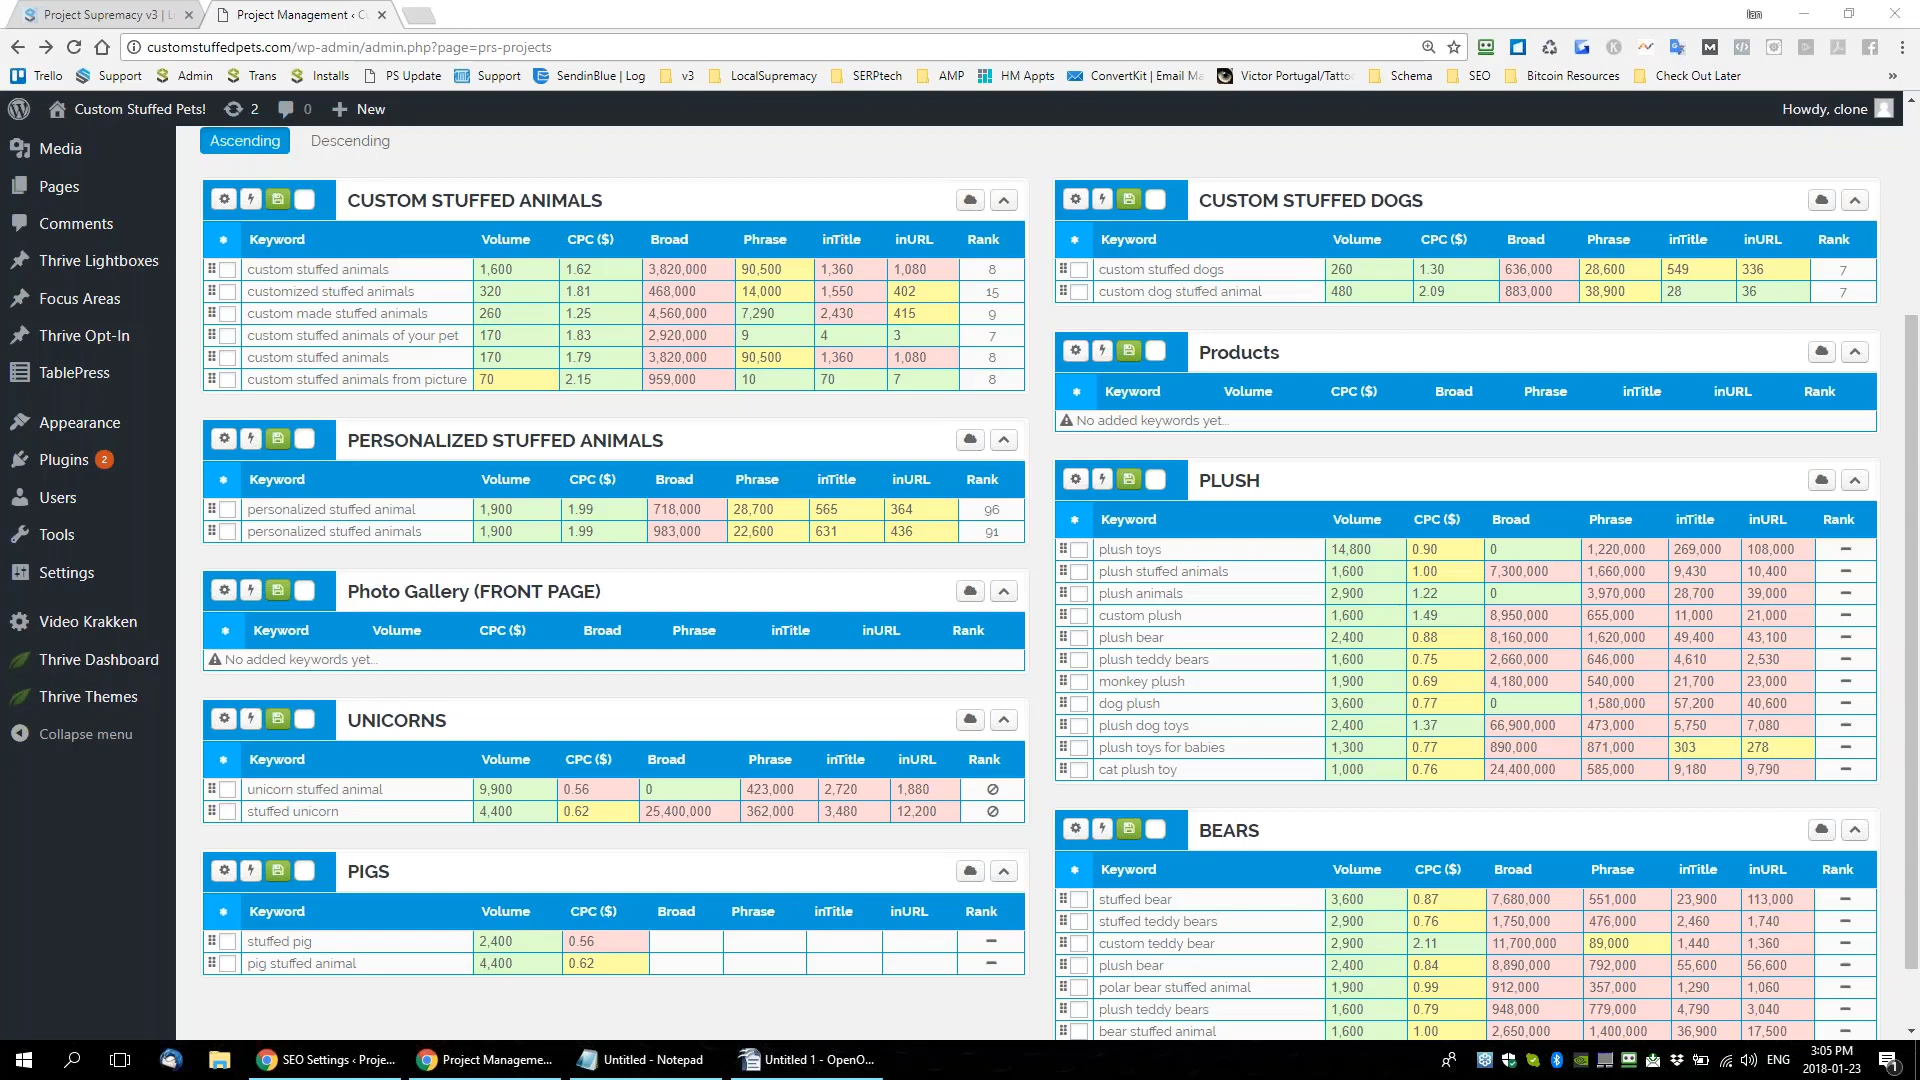 Project Supremacy v3 | L
Project Management ‹ Cu
Ian
customstuffedpets.com/wp-admin/admin.php?page=prs-projects
Trello
Support
Admin
Trans
Installs
PS Update
Support
SendinBlue | Log
v3
LocalSupremacy
SERPtech
AMP
HM Appts
ConvertKit | Email Ma
Victor Portugal/Tatto
Schema
SEO
Bitcoin Resources
Check Out Later
»
Custom Stuffed Pets!
2
0
New
Howdy, clone
Media
Pages
Comments
Thrive Lightboxes
Focus Areas
Thrive Opt-In
TablePress
Appearance
Plugins 2
Users
Tools
Settings
Video Krakken
Thrive Dashboard
Thrive Themes
Collapse menu
Ascending Descending
CUSTOM STUFFED ANIMALS
Keyword Volume CPC ($) Broad Phrase inTitle inURL Rank
custom stuffed animals 1,600 1.62 3,820,000 90,500 1,360 1,080 8
customized stuffed animals 320 1.81 468,000 14,000 1,550 402 15
custom made stuffed animals 260 1.25 4,560,000 7,290 2,430 415 9
custom stuffed animals of your pet 170 1.83 2,920,000 9 4 3 7
custom stuffed animals 170 1.79 3,820,000 90,500 1,360 1,080 8
custom stuffed animals from picture 70 2.15 959,000 10 70 7 8
PERSONALIZED STUFFED ANIMALS
Keyword Volume CPC ($) Broad Phrase inTitle inURL Rank
personalized stuffed animal 1,900 1.99 718,000 28,700 565 364 96
personalized stuffed animals 1,900 1.99 983,000 22,600 631 436 91
Photo Gallery (FRONT PAGE)
Keyword Volume CPC ($) Broad Phrase inTitle inURL Rank
No added keywords yet...
UNICORNS
Keyword Volume CPC ($) Broad Phrase inTitle inURL Rank
unicorn stuffed animal 9,900 0.56 0 423,000 2,720 1,880
stuffed unicorn 4,400 0.62 25,400,000 362,000 3,480 12,200
PIGS
Keyword Volume CPC ($) Broad Phrase inTitle inURL Rank
stuffed pig 2,400 0.56
pig stuffed animal 4,400 0.62
CUSTOM STUFFED DOGS
Keyword Volume CPC ($) Broad Phrase inTitle inURL Rank
custom stuffed dogs 260 1.30 636,000 28,600 549 336 7
custom dog stuffed animal 480 2.09 883,000 38,900 28 36 7
Products
Keyword Volume CPC ($) Broad Phrase inTitle inURL Rank
No added keywords yet...
PLUSH
Keyword Volume CPC ($) Broad Phrase inTitle inURL Rank
plush toys 14,800 0.90 0 1,220,000 269,000 108,000
plush stuffed animals 1,600 1.00 7,300,000 1,660,000 9,430 10,400
plush animals 2,900 1.22 0 3,970,000 28,700 39,000
custom plush 1,600 1.49 8,950,000 655,000 11,000 21,000
plush bear 2,400 0.88 8,160,000 1,620,000 49,400 43,100
plush teddy bears 1,600 0.75 2,660,000 646,000 4,610 2,530
monkey plush 1,900 0.69 4,180,000 540,000 21,700 23,000
dog plush 3,600 0.77 0 1,580,000 57,200 40,600
plush dog toys 2,400 1.37 66,900,000 473,000 5,750 7,080
plush toys for babies 1,300 0.77 890,000 871,000 303 278
cat plush toy 1,000 0.76 24,400,000 585,000 9,180 9,790
BEARS
Keyword Volume CPC ($) Broad Phrase inTitle inURL Rank
stuffed bear 3,600 0.87 7,680,000 551,000 23,900 113,000
stuffed teddy bears 2,900 0.76 1,750,000 476,000 2,460 1,740
custom teddy bear 2,900 2.11 11,700,000 89,000 1,440 1,360
plush bear 2,400 0.84 8,890,000 792,000 55,600 56,600
polar bear stuffed animal 1,900 0.99 912,000 357,000 1,290 1,060
plush teddy bears 1,600 0.79 948,000 779,000 4,790 3,040
bear stuffed animal 1,600 1.00 2,650,000 1,400,000 36,900 17,500
SEO Settings ‹ Proje...
Project Manageme...
Untitled - Notepad
Untitled 1 - OpenO...
ENG
3:05 PM
2018-01-23
1